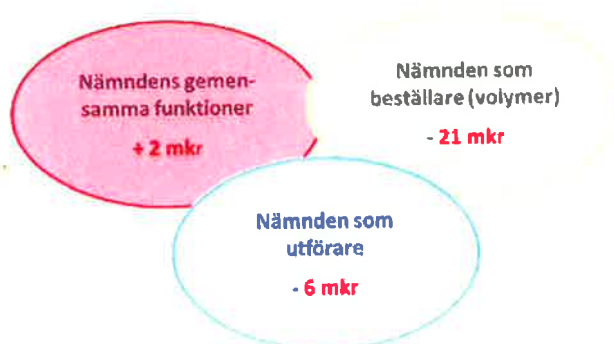 Nämndens gemen-
samma funktioner
+ 2 mkr
Nämnden som
beställare (volymer)
- 21 mkr
Nämnden som
utförare
- 6 mkr